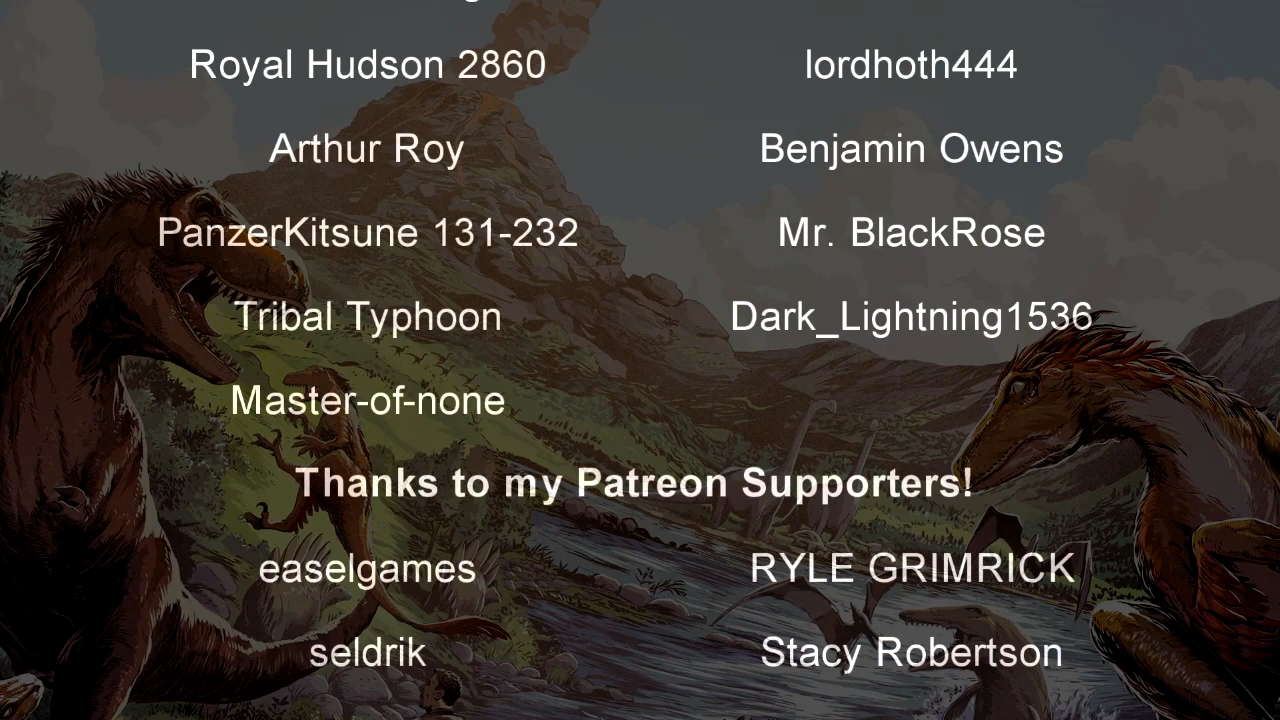 Royal Hudson 2860 lordhoth444
Arthur Roy Benjamin Owens
PanzerKitsune 131-232 Mr. BlackRose
Tribal Typhoon Dark_Lightning1536
Master-of-none
Thanks to my Patreon Supporters!
easelgames RYLE GRIMRICK
seldrik Stacy Robertson